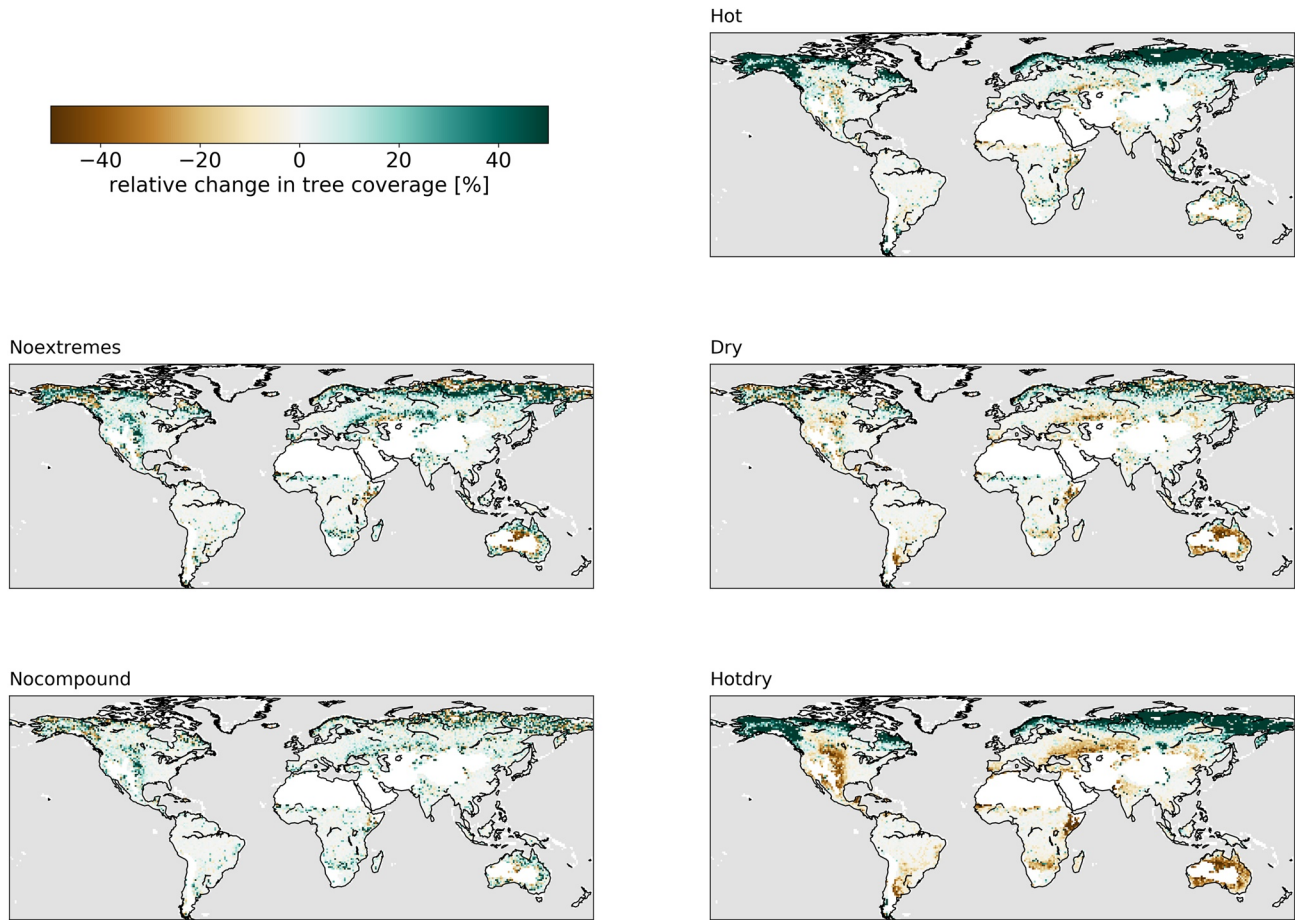 Hot
−40 −20 0 20 40
relative change in tree coverage [%]
Noextremes
Dry
Nocompound
Hotdry